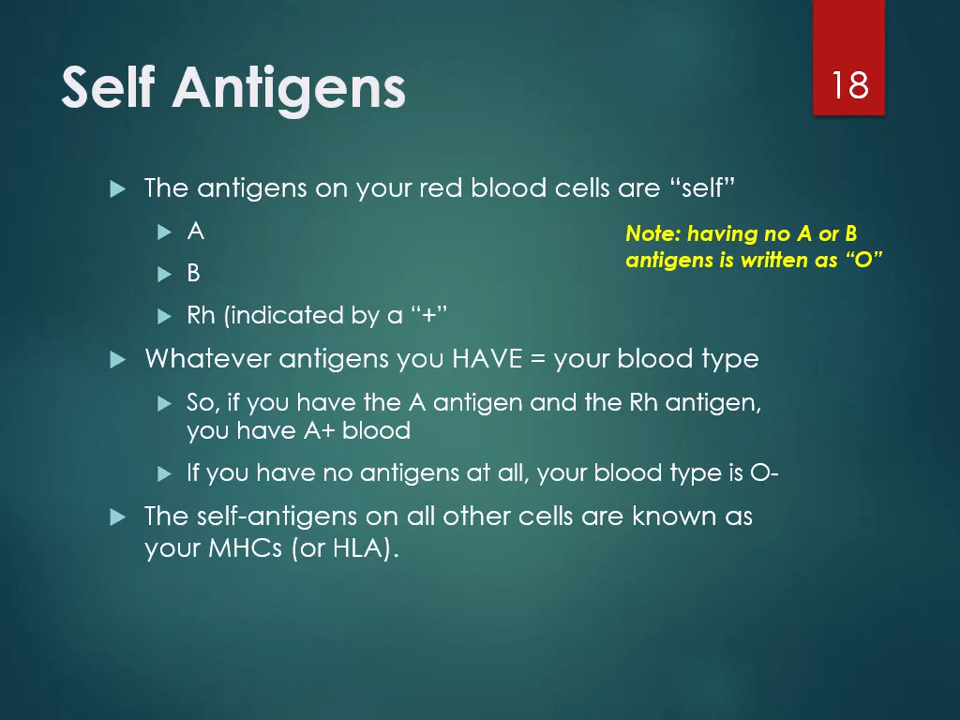 Self Antigens
18
The antigens on your red blood cells are “self”
A
B
Rh (indicated by a “+”
Note: having no A or B
antigens is written as “O”
Whatever antigens you HAVE = your blood type
So, if you have the A antigen and the Rh antigen,
you have A+ blood
If you have no antigens at all, your blood type is O-
The self-antigens on all other cells are known as
your MHCs (or HLA).